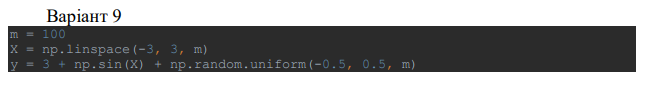 Варіант 9
m = 100
X = np.linspace(-3, 3, m)
y = 3 + np.sin(X) + np.random.uniform(-0.5, 0.5, m)